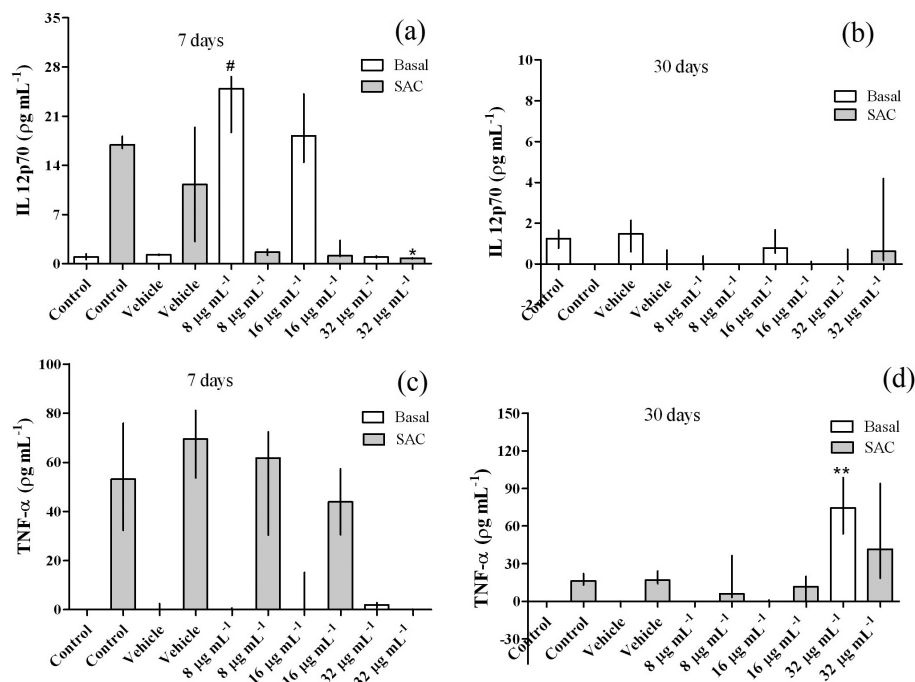 (a)
7 days
Basal
SAC
IL 12p70 (ρg mL-1)
35
28
21
14
7
0
#
*
Control
Control
Vehicle
Vehicle
8 µg mL-1
8 µg mL-1
16 µg mL-1
16 µg mL-1
32 µg mL-1
32 µg mL-1
(b)
30 days
Basal
SAC
IL 12p70 (ρg mL-1)
10
8
6
4
2
0
-2
Control
Control
Vehicle
Vehicle
8 µg mL-1
8 µg mL-1
16 µg mL-1
16 µg mL-1
32 µg mL-1
32 µg mL-1
(c)
7 days
Basal
SAC
TNF-α (ρg mL-1)
100
80
60
40
20
0
Control
Control
Vehicle
Vehicle
8 µg mL-1
8 µg mL-1
16 µg mL-1
16 µg mL-1
32 µg mL-1
32 µg mL-1
(d)
30 days
Basal
SAC
TNF-α (ρg mL-1)
150
120
90
60
30
0
-30
**
Control
Control
Vehicle
Vehicle
8 µg mL-1
8 µg mL-1
16 µg mL-1
16 µg mL-1
32 µg mL-1
32 µg mL-1